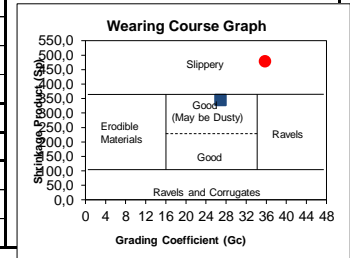 Wearing Course Graph
Shrinkage Product (Sp)
550,0
500,0
450,0
400,0
350,0
300,0
250,0
200,0
150,0
100,0
50,0
0,0
Slippery
Good
(May be Dusty)
Erodible
Materials
Ravels
Good
Ravels and Corrugates
0 4 8 12 16 20 24 28 32 36 40 44 48
Grading Coefficient (Gc)